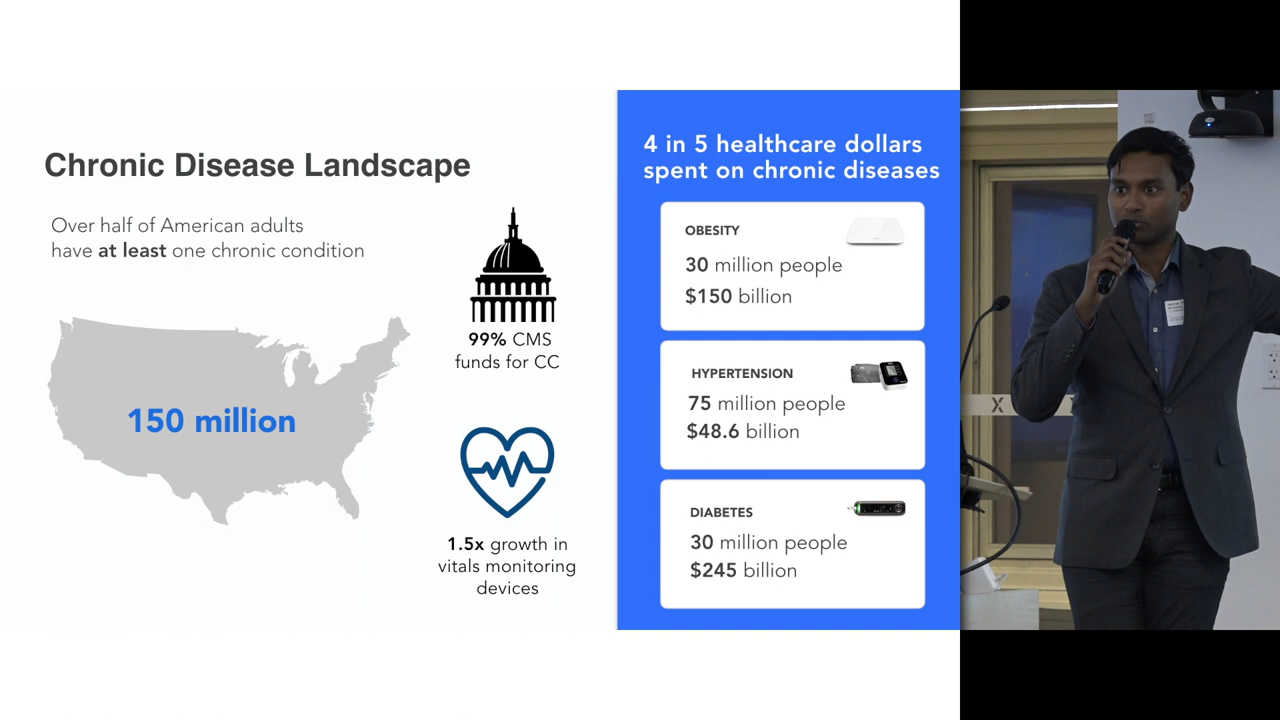 Chronic Disease Landscape
Over half of American adults
have at least one chronic condition
150 million
99% CMS
funds for CC
1.5x growth in
vitals monitoring
devices
4 in 5 healthcare dollars
spent on chronic diseases
OBESITY
30 million people
$150 billion
HYPERTENSION
75 million people
$48.6 billion
DIABETES
30 million people
$245 billion
X